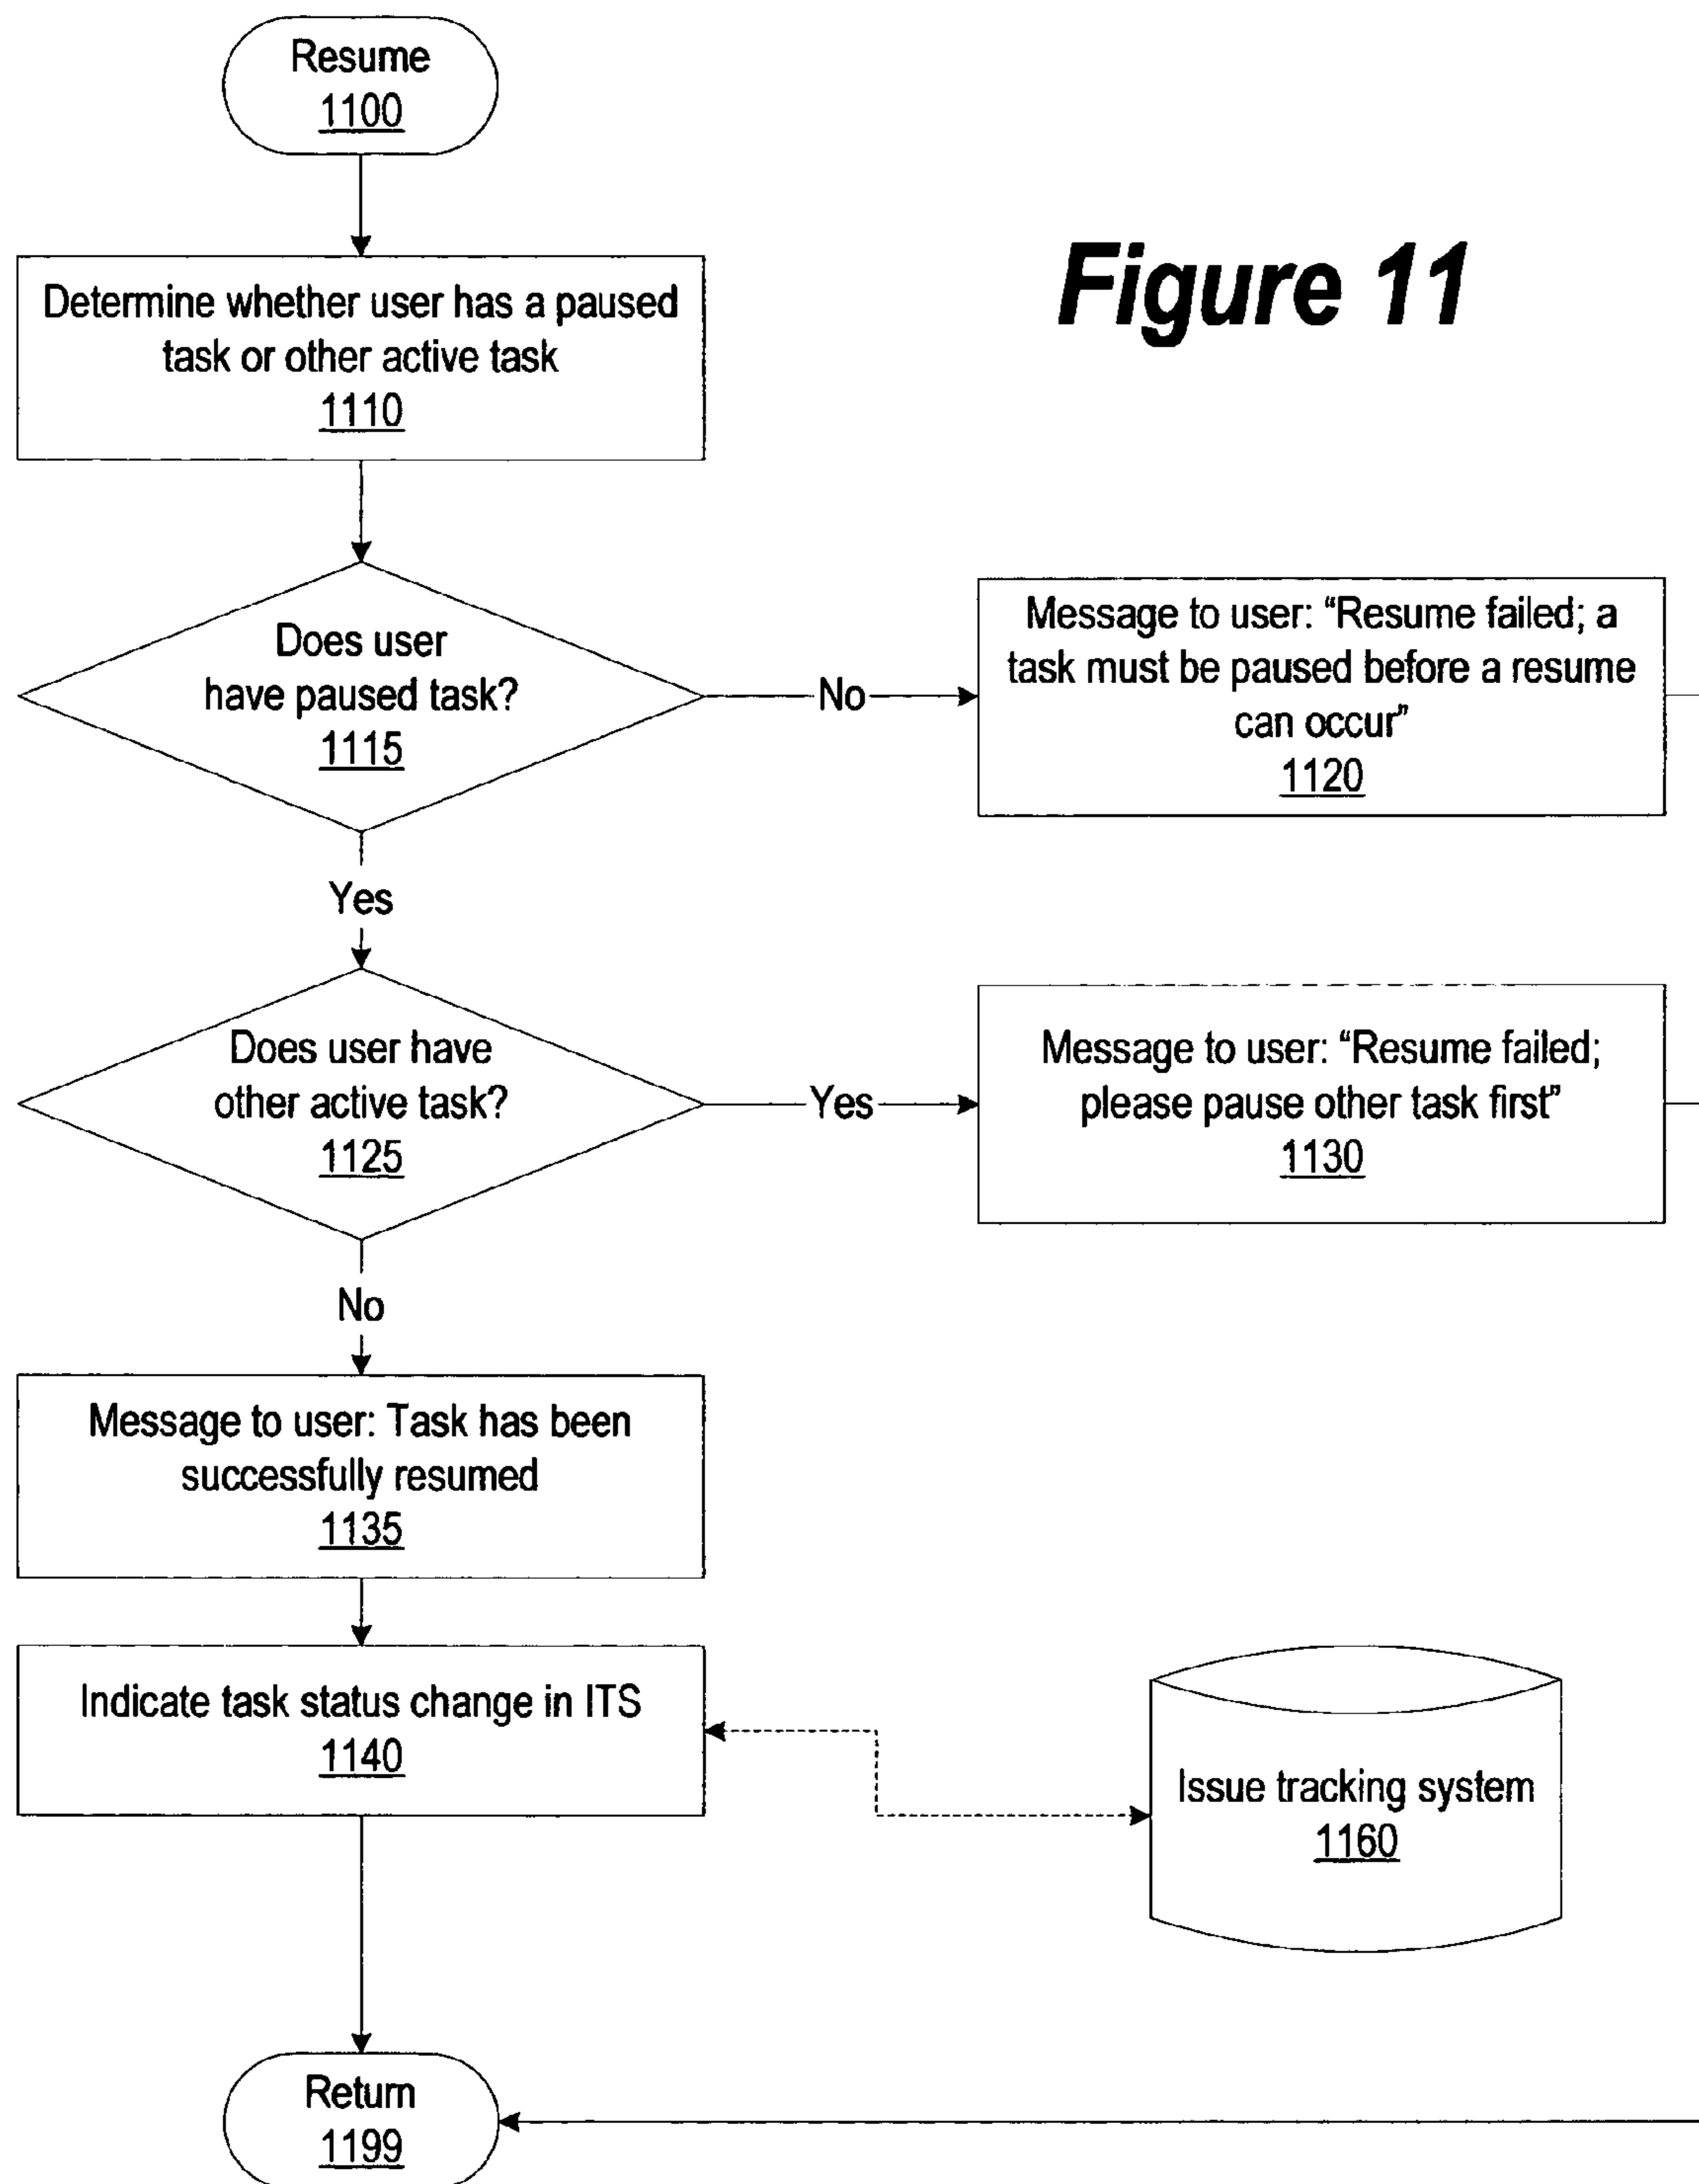 Resume
1100
Figure 11
Determine whether user has a paused
task or other active task
1110
Does user
have paused task?
1115
No
Message to user: “Resume failed; a
task must be paused before a resume
can occur”
1120
Yes
Does user have
other active task?
1125
Yes
Message to user: “Resume failed;
please pause other task first”
1130
No
Message to user: Task has been
successfully resumed
1135
Indicate task status change in ITS
1140
Issue tracking system
1160
Return
1199